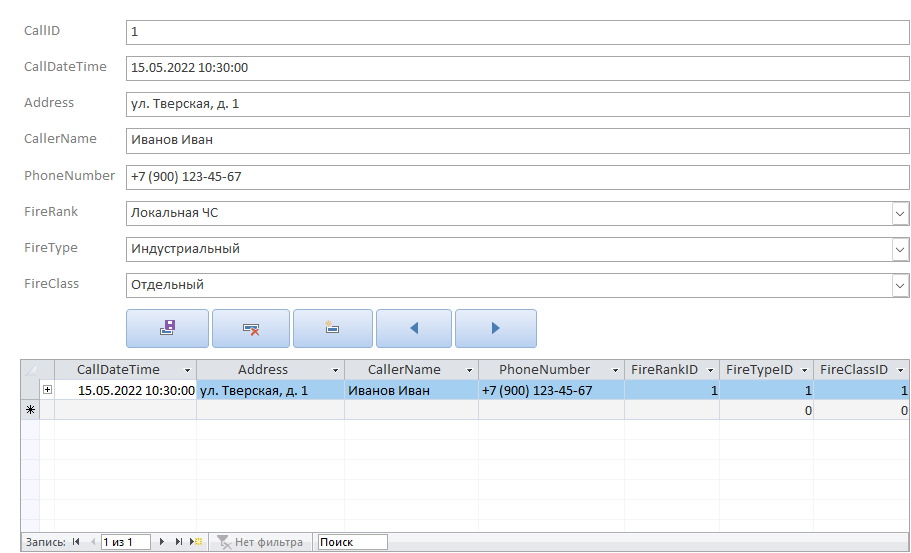 CallID 1
CallDateTime 15.05.2022 10:30:00
Address ул. Тверская, д. 1
CallerName Иванов Иван
PhoneNumber +7 (900) 123-45-67
FireRank Локальная ЧС
FireType Индустриальный
FireClass Отдельный
CallDateTime Address CallerName PhoneNumber FireRankID FireTypeID FireClassID
15.05.2022 10:30:00 ул. Тверская, д. 1 Иванов Иван +7 (900) 123-45-67 1 1 1
0 0
Запись: 1 из 1 Нет фильтра Поиск